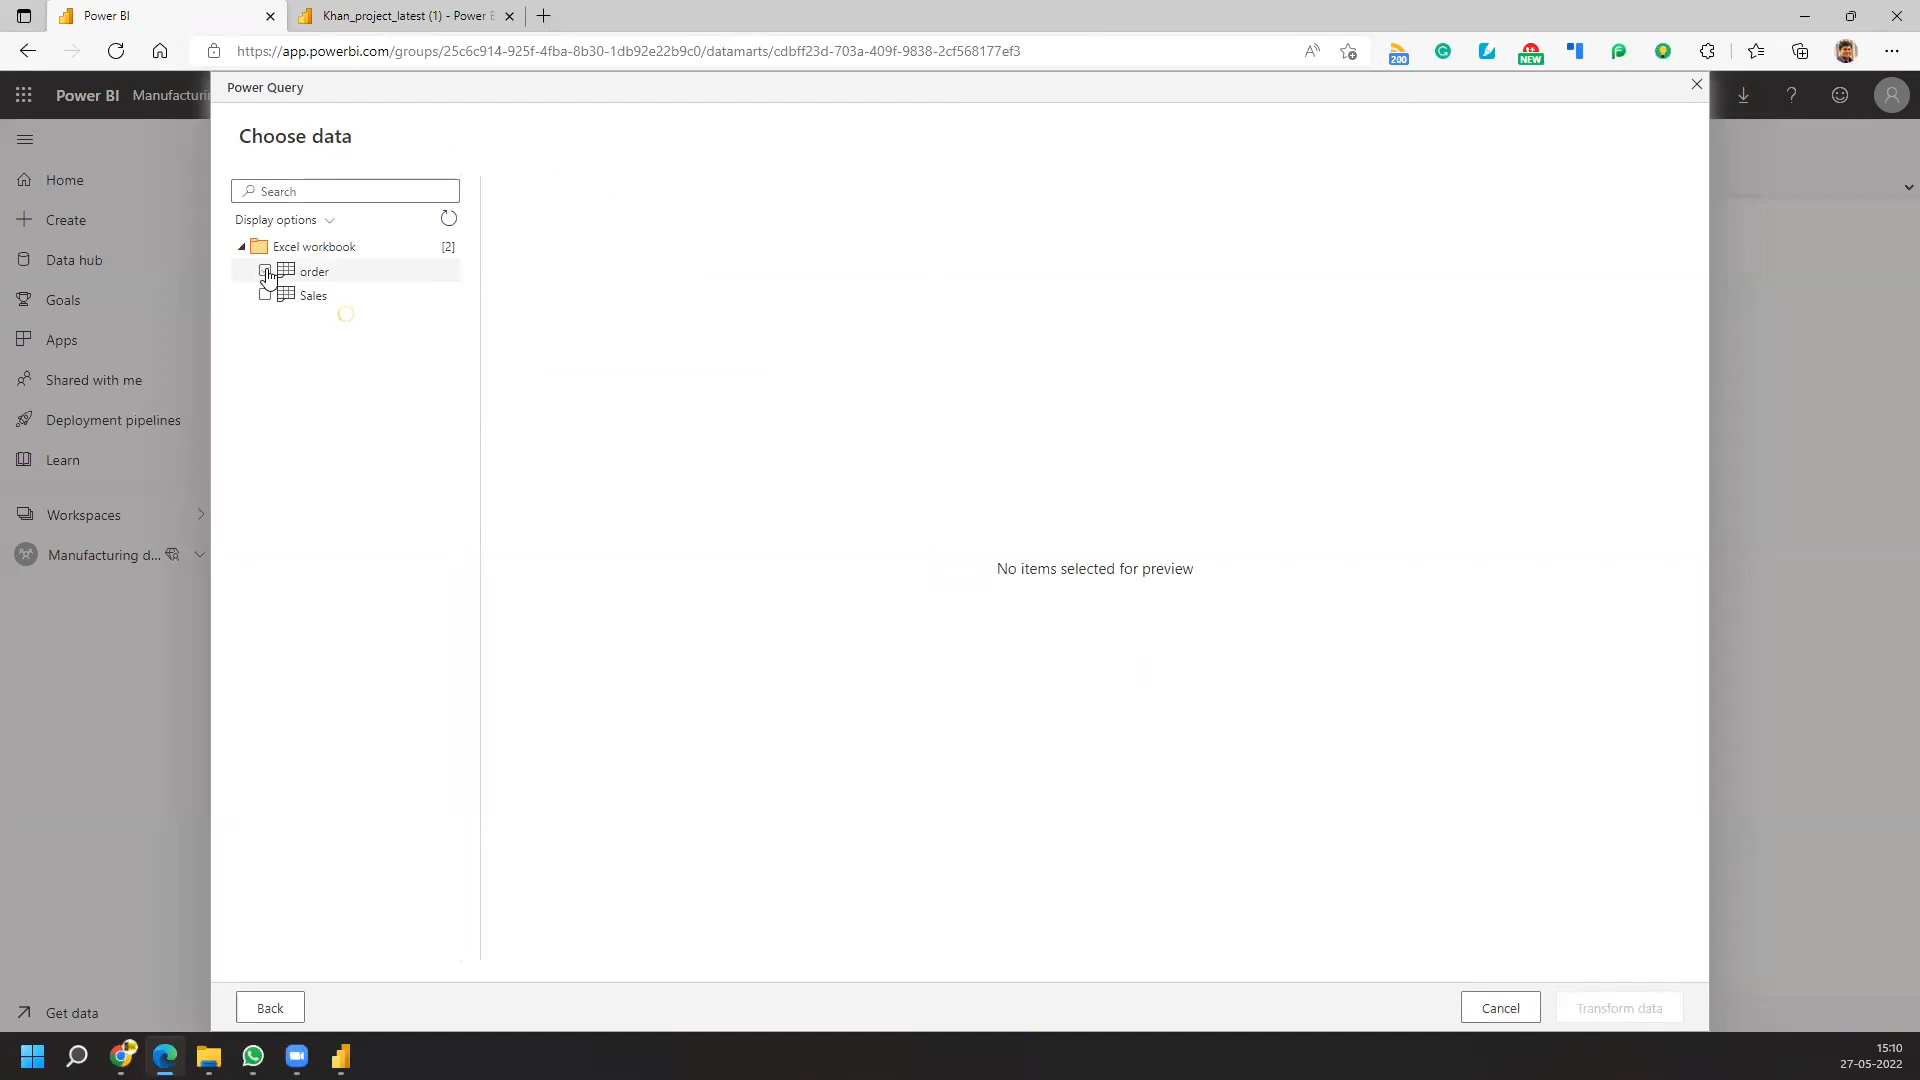 Power BI
Khan_project_latest (1) - Power
https://app.powerbi.com/groups/25c6c914-925f-4fba-8b30-1db92e22b9c0/datamarts/cdbff23d-703a-409f-9838-2cf568177ef3
200
NEW
Power BI Manufacturi
Power Query
Choose data
Search
Display options
Excel workbook [2]
order
Sales
No items selected for preview
Home
Create
Data hub
Goals
Apps
Shared with me
Deployment pipelines
Learn
Workspaces
Manufacturing d...
Get data
Back
Cancel
Transform data
15:10
27-05-2022